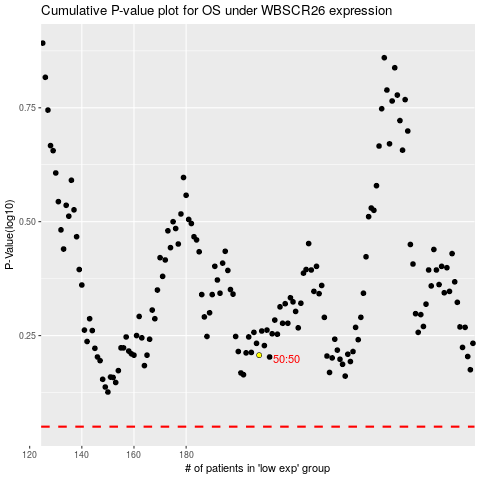 Cumulative P-value plot for OS under WBSCR26 expression
P-Value(log10)
0.75
0.50
0.25
50:50
120 140 160 180
# of patients in 'low exp' group